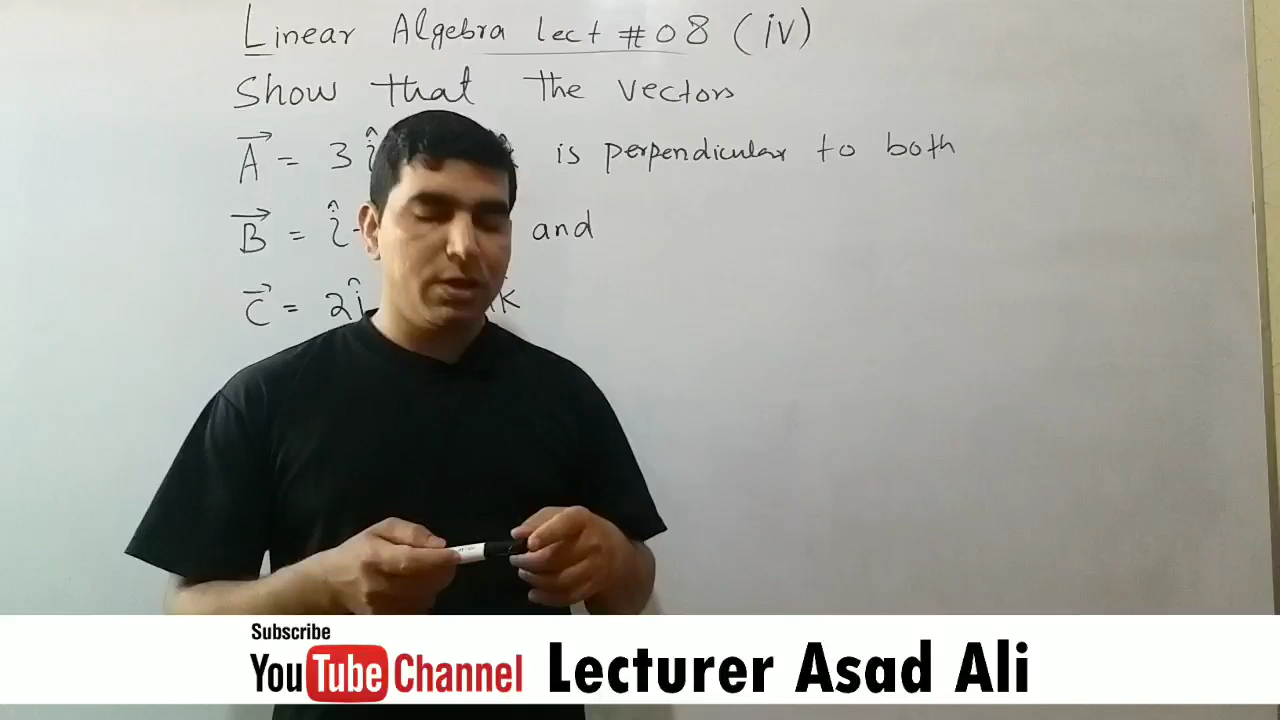 Linear Algebra lect #08 (iv)
Show that the vectors
A = 3 is perpendicular to both
B = î and
C = 2î k
Subscribe
YouTube Channel
Lecturer Asad Ali